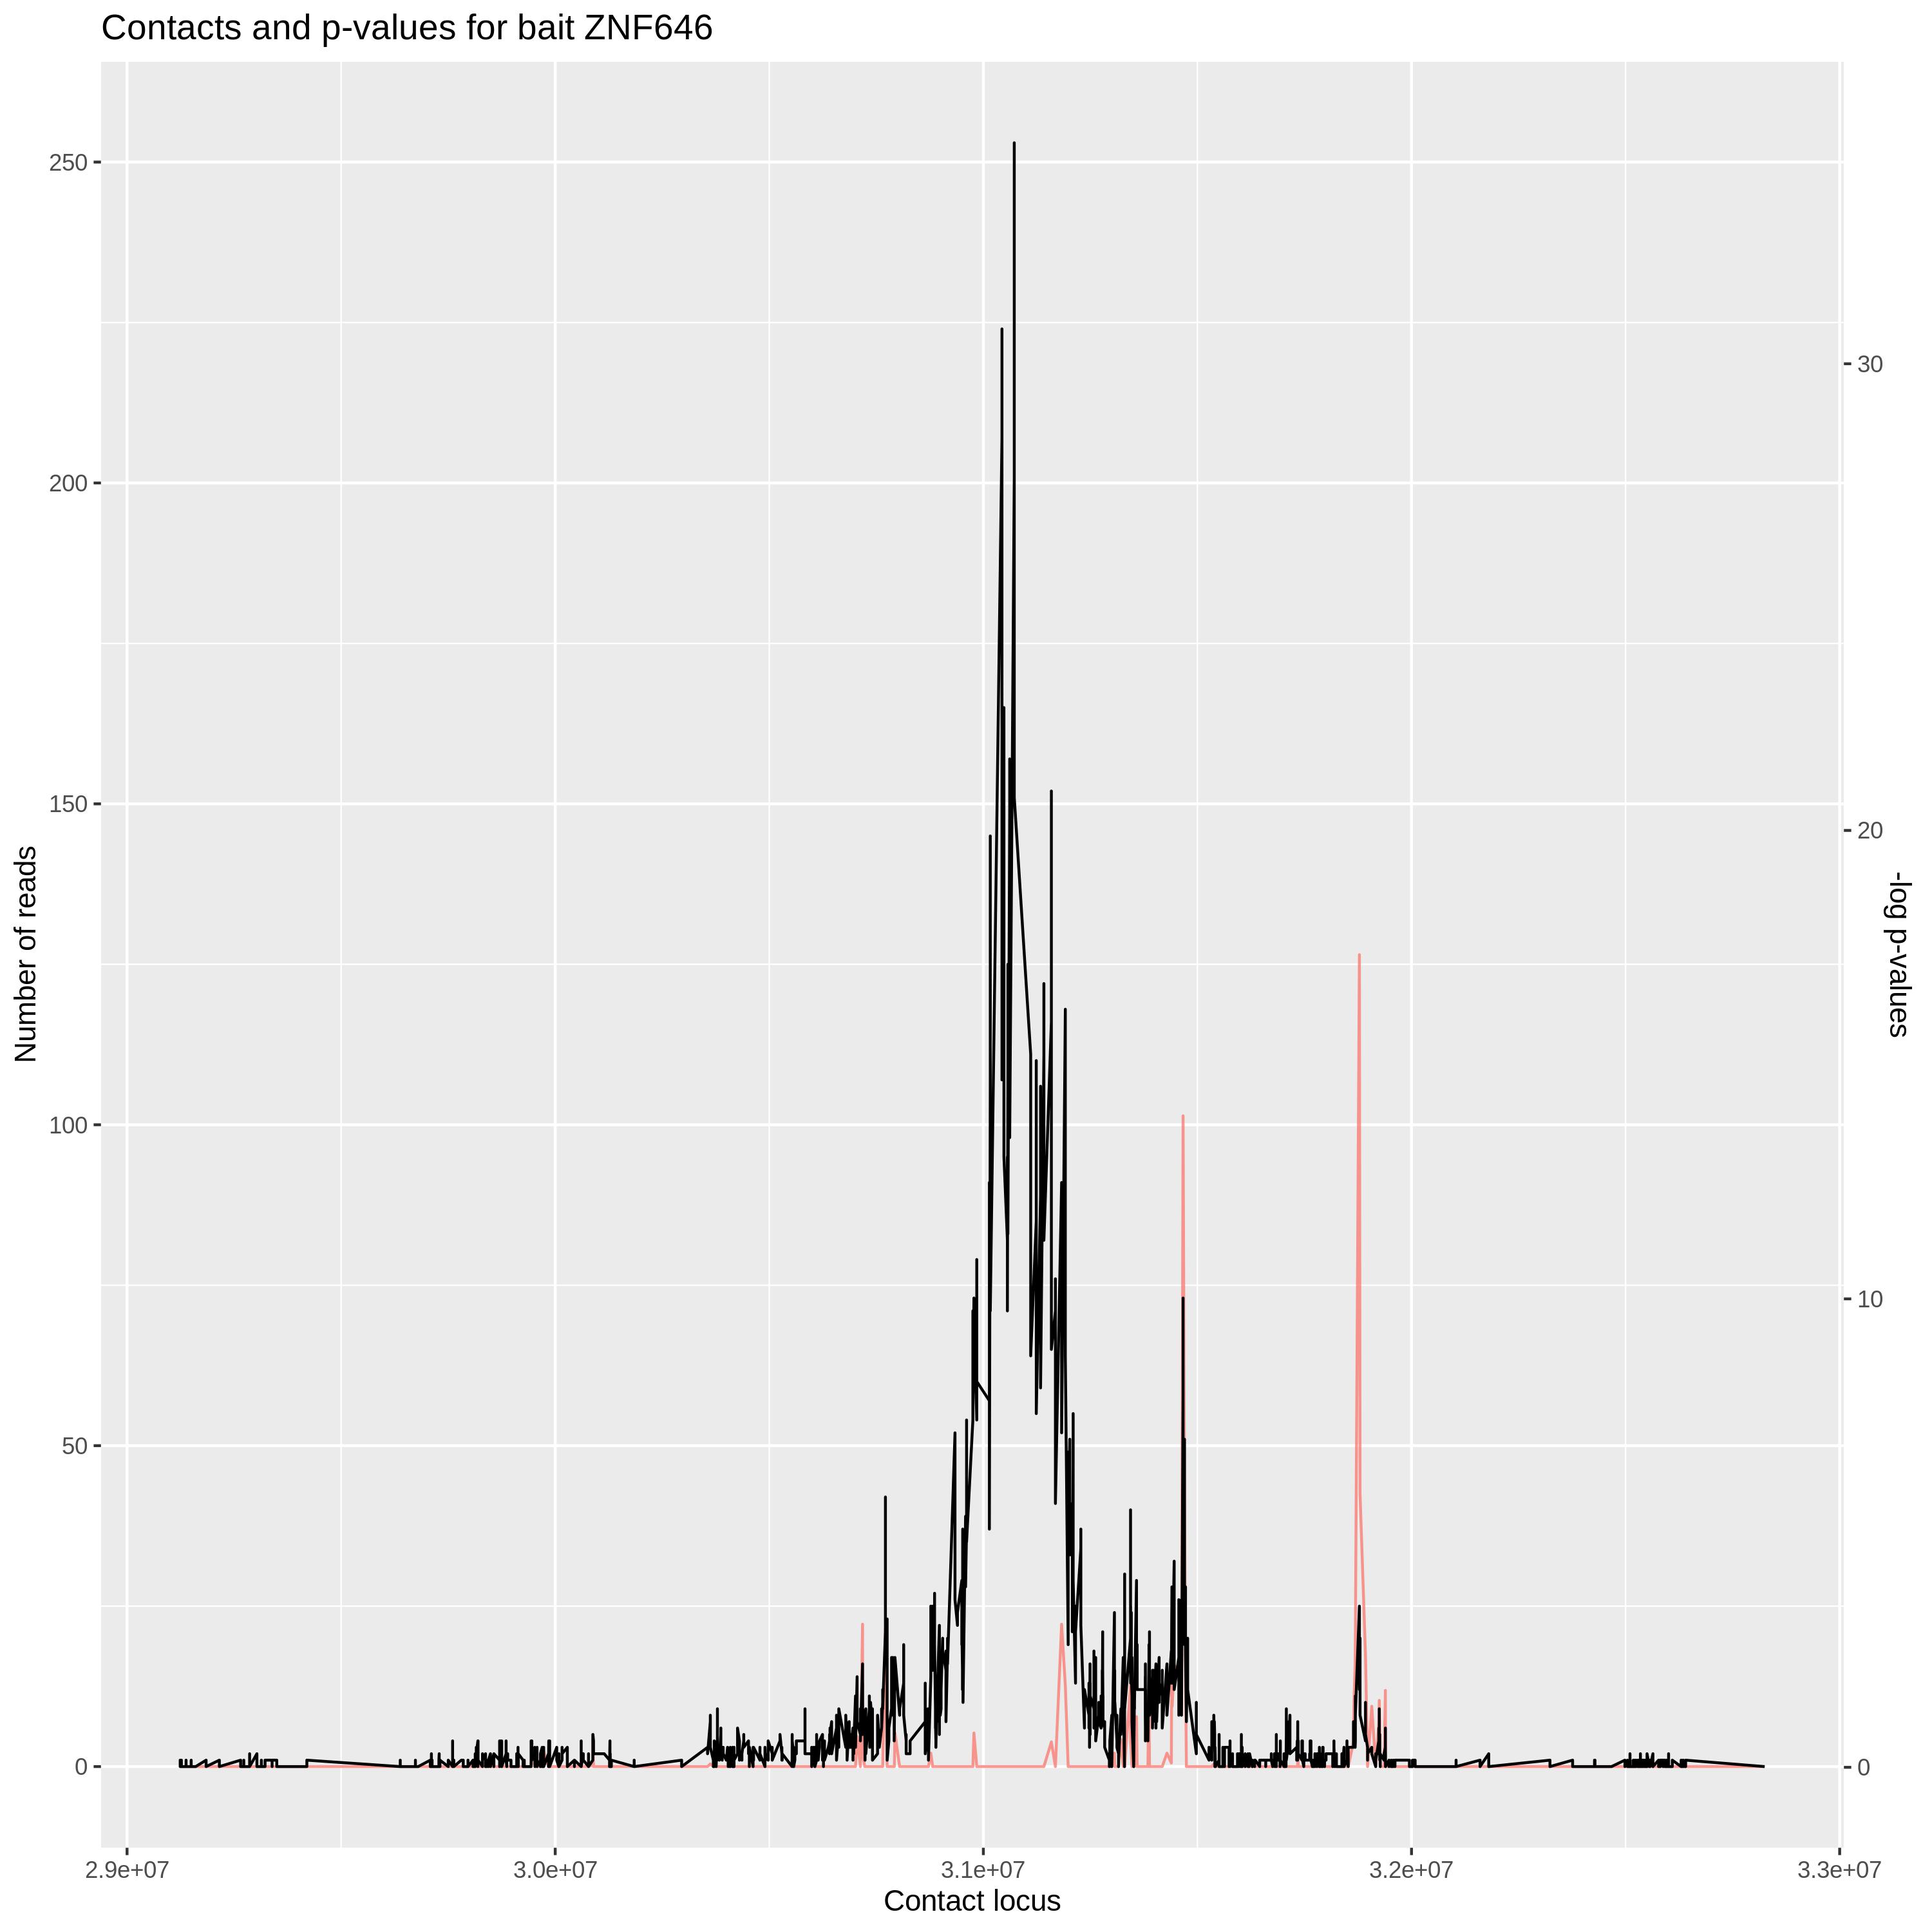 Contacts and p-values for bait ZNF646
250
200
150
100
50
0
Number of reads
30
20
10
0
-log p-values
2.9e+07 3.0e+07 3.1e+07 3.2e+07 3.3e+07
Contact locus